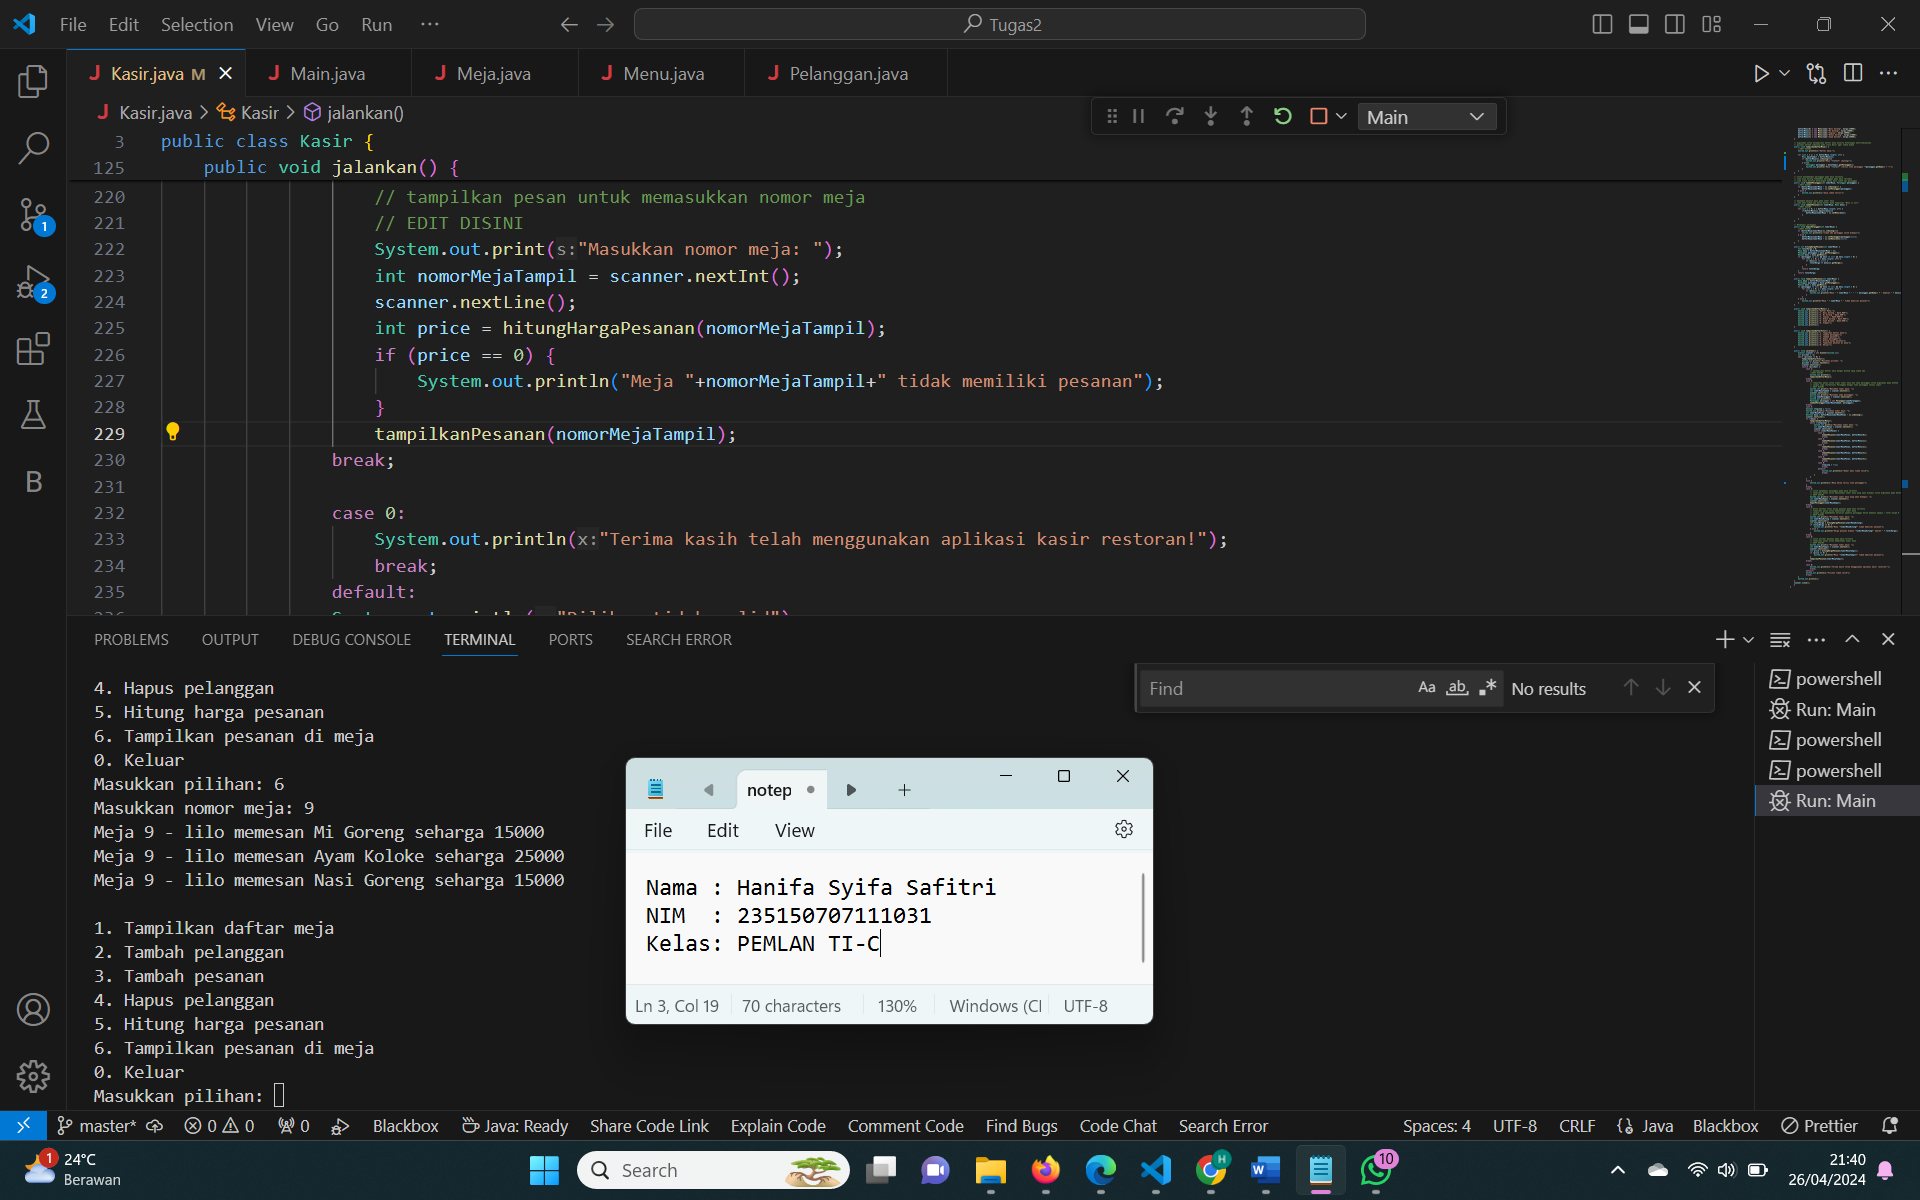 File Edit Selection View Go Run ··· Tugas2
Kasir.java M Main.java Meja.java Menu.java Pelanggan.java
Kasir.java > Kasir > jalankan()
Main
3 public class Kasir {
125 public void jalankan() {
220 // tampilkan pesan untuk memasukkan nomor meja
221 // EDIT DISINI
222 System.out.print(s:"Masukkan nomor meja: ");
223 int nomorMejaTampil = scanner.nextInt();
224 scanner.nextLine();
225 int price = hitungHargaPesanan(nomorMejaTampil);
226 if (price == 0) {
227 System.out.println("Meja "+nomorMejaTampil+" tidak memiliki pesanan");
228 }
229 tampilkanPesanan(nomorMejaTampil);
230 break;
231
232 case 0:
233 System.out.println(x:"Terima kasih telah menggunakan aplikasi kasir restoran!");
234 break;
235 default:
PROBLEMS OUTPUT DEBUG CONSOLE TERMINAL PORTS SEARCH ERROR
Find Aa ab No results
4. Hapus pelanggan
5. Hitung harga pesanan
6. Tampilkan pesanan di meja
0. Keluar
Masukkan pilihan: 6
Masukkan nomor meja: 9
Meja 9 - lilo memesan Mi Goreng seharga 15000
Meja 9 - lilo memesan Ayam Koloke seharga 25000
Meja 9 - lilo memesan Nasi Goreng seharga 15000
1. Tampilkan daftar meja
2. Tambah pelanggan
3. Tambah pesanan
4. Hapus pelanggan
5. Hitung harga pesanan
6. Tampilkan pesanan di meja
0. Keluar
Masukkan pilihan:
powershell
Run: Main
powershell
powershell
Run: Main
notep
File Edit View
Nama : Hanifa Syifa Safitri
NIM : 235150707111031
Kelas: PEMLAN TI-C
Ln 3, Col 19 70 characters 130% Windows (Cl UTF-8
1
2
B
master* 0 0 0 Blackbox Java: Ready Share Code Link Explain Code Comment Code Find Bugs Code Chat Search Error Spaces: 4 UTF-8 CRLF Java Blackbox Prettier
1 24°C
Berawan
Search
H
10
21:40
26/04/2024